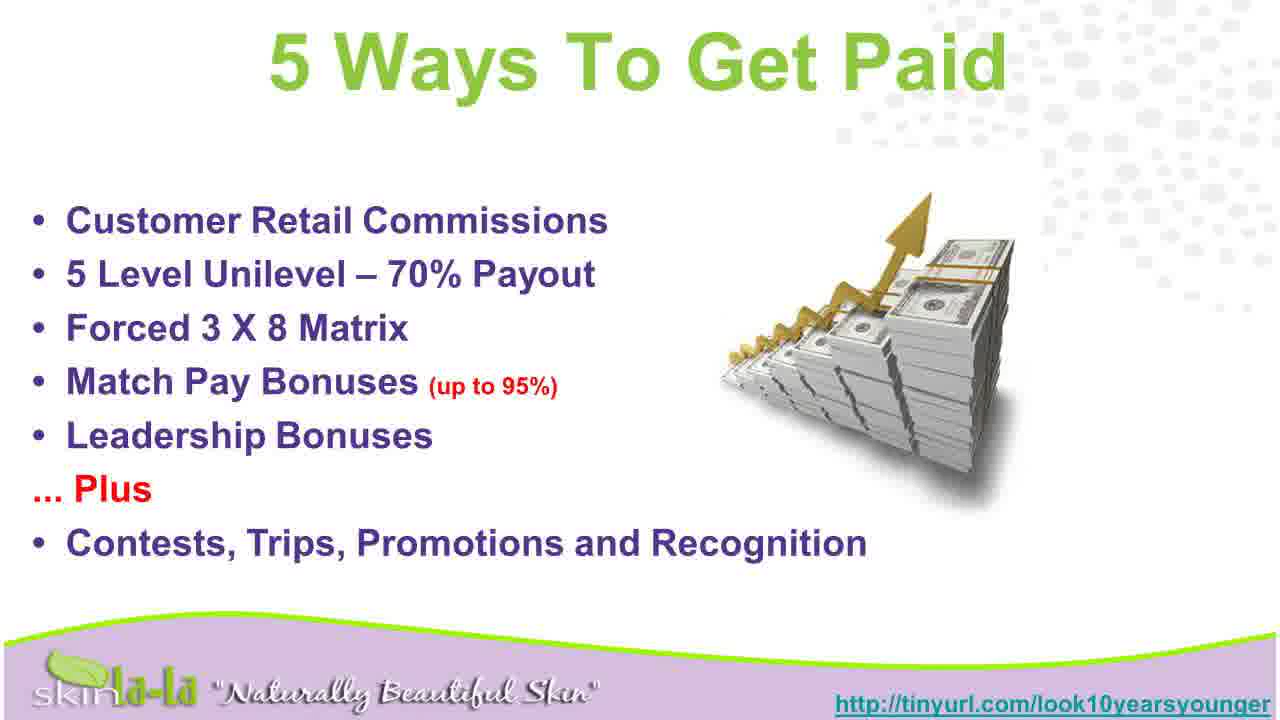 5 Ways To Get Paid
• Customer Retail Commissions
• 5 Level Unilevel – 70% Payout
• Forced 3 X 8 Matrix
• Match Pay Bonuses (up to 95%)
• Leadership Bonuses
... Plus
• Contests, Trips, Promotions and Recognition
skin la-la "Naturally Beautiful Skin"
http://tinyurl.com/look10yearsyounger